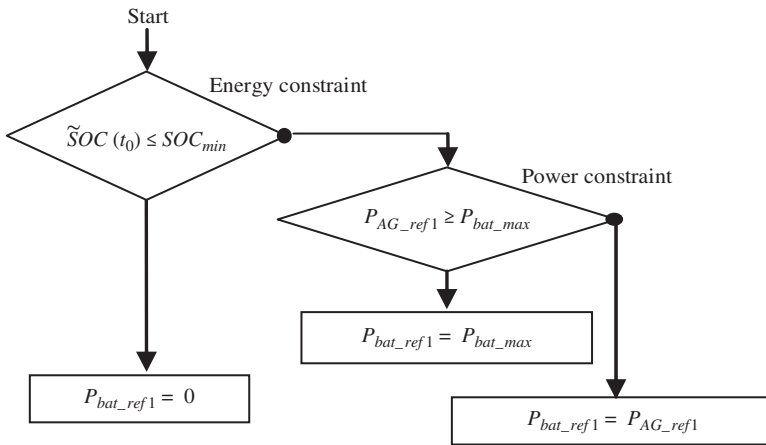 Start
Energy constraint
S̃OC (t₀) ≤ SOC_min
Power constraint
P_AG_ref1 ≥ P_bat_max
P_bat_ref1 = P_bat_max
P_bat_ref1 = 0
P_bat_ref1 = P_AG_ref1